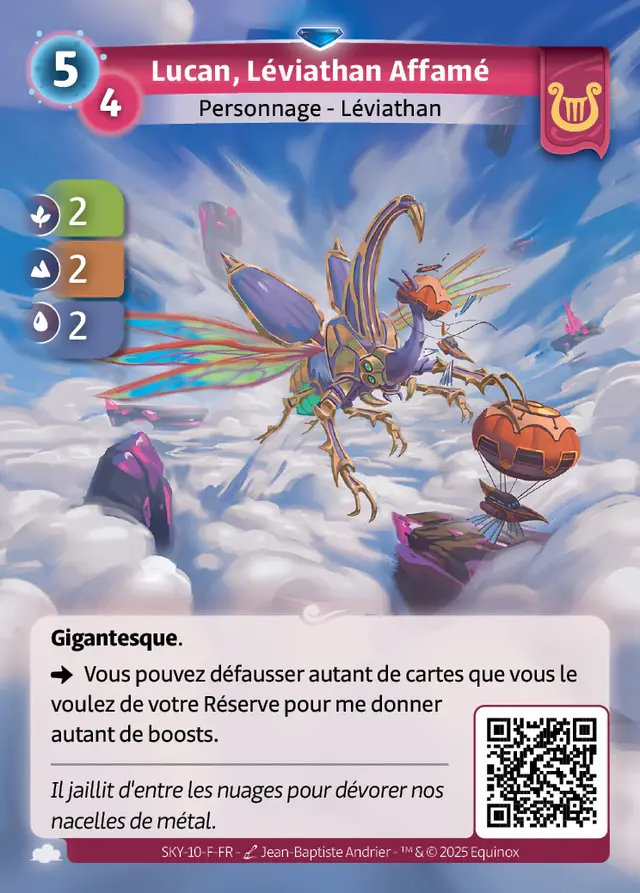 5
Lucan, Léviathan Affamé
4
Personnage - Léviathan
2
2
2
Gigantesque.
Vous pouvez défausser autant de cartes que vous le
voulez de votre Réserve pour me donner
autant de boosts.
Il jaillit d'entre les nuages pour dévorer nos
nacelles de métal.
SKY-10-F-FR - Jean-Baptiste Andrier - ™ & © 2025 Equinox